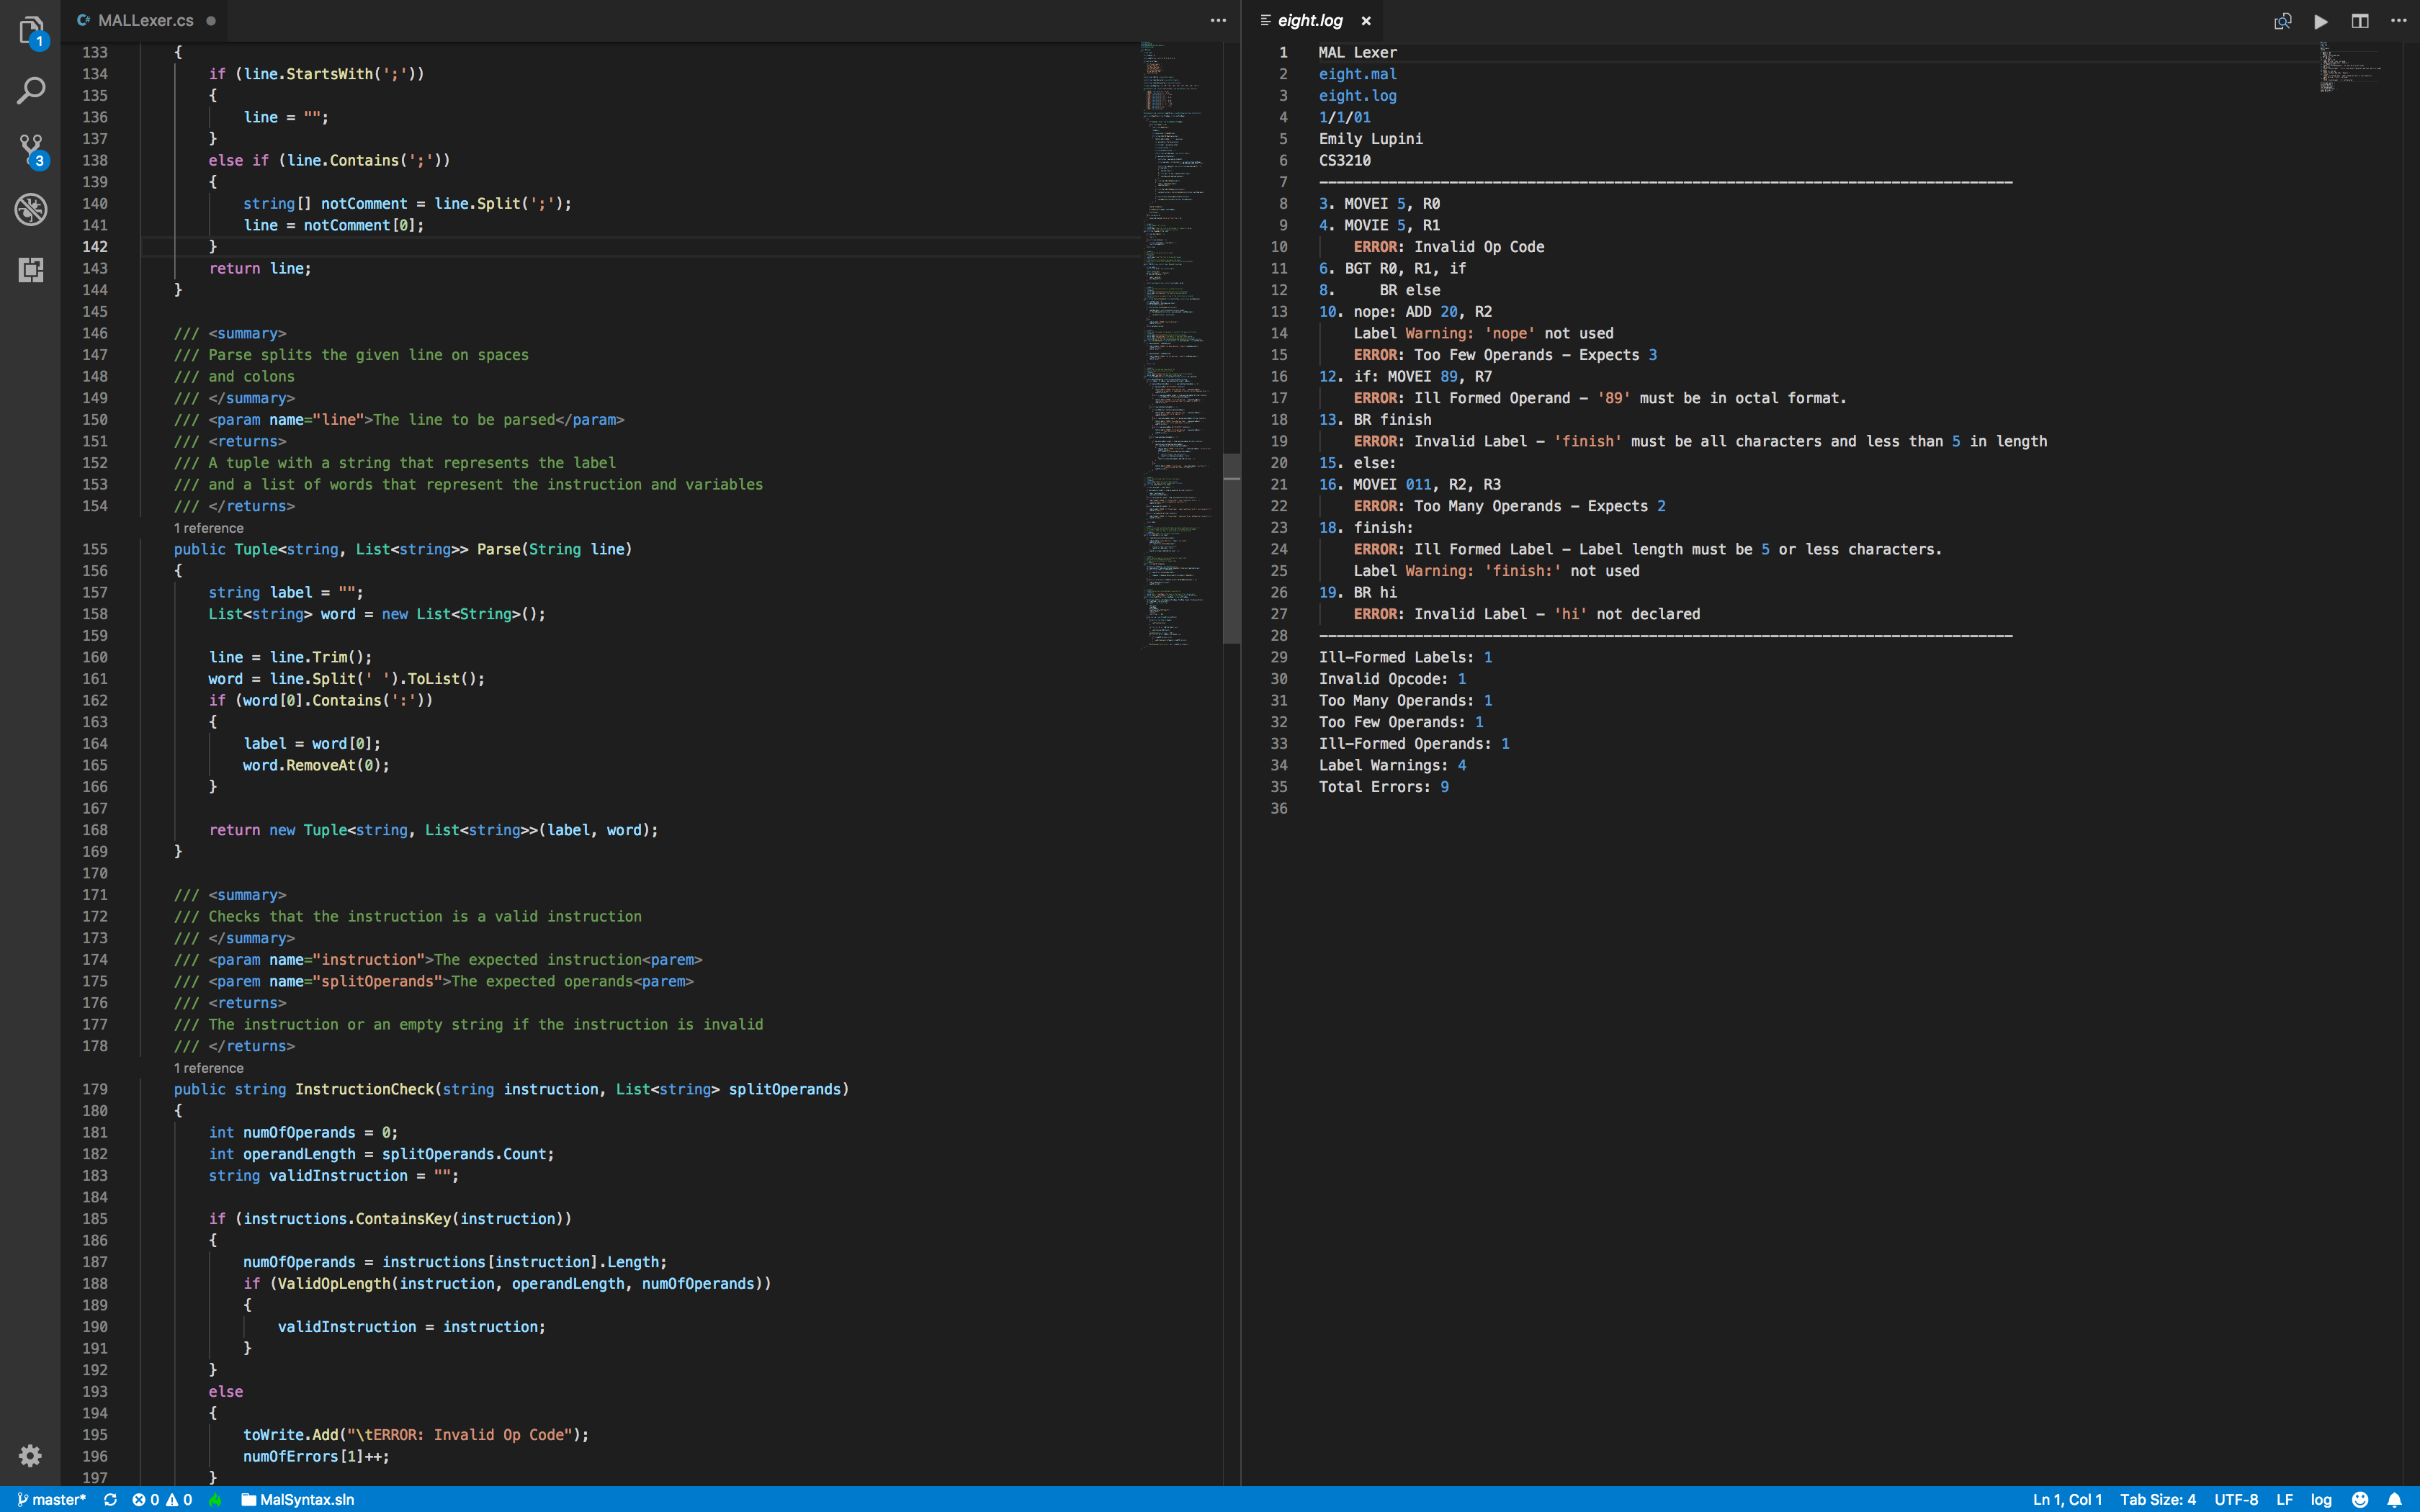 MALLexer.cs
133 {
134 if (line.StartsWith(';'))
135 {
136 line = "";
137 }
138 else if (line.Contains(';'))
139 {
140 string[] notComment = line.Split(';');
141 line = notComment[0];
142 }
143 return line;
144 }
145
146 /// <summary>
147 /// Parse splits the given line on spaces
148 /// and colons
149 /// </summary>
150 /// <param name="line">The line to be parsed</param>
151 /// <returns>
152 /// A tuple with a string that represents the label
153 /// and a list of words that represent the instruction and variables
154 /// </returns>
1 reference
155 public Tuple<string, List<string>> Parse(String line)
156 {
157 string label = "";
158 List<string> word = new List<String>();
159
160 line = line.Trim();
161 word = line.Split(' ').ToList();
162 if (word[0].Contains(':'))
163 {
164 label = word[0];
165 word.RemoveAt(0);
166 }
167
168 return new Tuple<string, List<string>>(label, word);
169 }
170
171 /// <summary>
172 /// Checks that the instruction is a valid instruction
173 /// </summary>
174 /// <param name="instruction">The expected instruction<parem>
175 /// <parem name="splitOperands">The expected operands<parem>
176 /// <returns>
177 /// The instruction or an empty string if the instruction is invalid
178 /// </returns>
1 reference
179 public string InstructionCheck(string instruction, List<string> splitOperands)
180 {
181 int numOfOperands = 0;
182 int operandLength = splitOperands.Count;
183 string validInstruction = "";
184
185 if (instructions.ContainsKey(instruction))
186 {
187 numOfOperands = instructions[instruction].Length;
188 if (ValidOpLength(instruction, operandLength, numOfOperands))
189 {
190 validInstruction = instruction;
191 }
192 }
193 else
194 {
195 toWrite.Add("\tERROR: Invalid Op Code");
196 numOfErrors[1]++;
197 }
eight.log
1 MAL Lexer
2 eight.mal
3 eight.log
4 1/1/01
5 Emily Lupini
6 CS3210
7 --------------------------------------------------------------------------------
8 3. MOVEI 5, R0
9 4. MOVIE 5, R1
10 ERROR: Invalid Op Code
11 6. BGT R0, R1, if
12 8. BR else
13 10. nope: ADD 20, R2
14 Label Warning: 'nope' not used
15 ERROR: Too Few Operands - Expects 3
16 12. if: MOVEI 89, R7
17 ERROR: Ill Formed Operand - '89' must be in octal format.
18 13. BR finish
19 ERROR: Invalid Label - 'finish' must be all characters and less than 5 in length
20 15. else:
21 16. MOVEI 011, R2, R3
22 ERROR: Too Many Operands - Expects 2
23 18. finish:
24 ERROR: Ill Formed Label - Label length must be 5 or less characters.
25 Label Warning: 'finish:' not used
26 19. BR hi
27 ERROR: Invalid Label - 'hi' not declared
28 --------------------------------------------------------------------------------
29 Ill-Formed Labels: 1
30 Invalid Opcode: 1
31 Too Many Operands: 1
32 Too Few Operands: 1
33 Ill-Formed Operands: 1
34 Label Warnings: 4
35 Total Errors: 9
36
1
3
master* 0 0 MalSyntax.sln
Ln 1, Col 1 Tab Size: 4 UTF-8 LF log